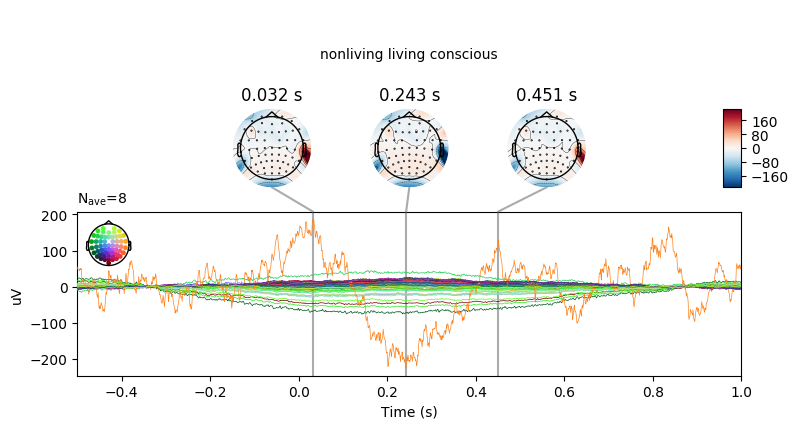 nonliving living conscious
0.032 s 0.243 s 0.451 s
160
80
0
−80
−160
Nave=8
200
100
0
−100
−200
uV
−0.4 −0.2 0.0 0.2 0.4 0.6 0.8 1.0
Time (s)